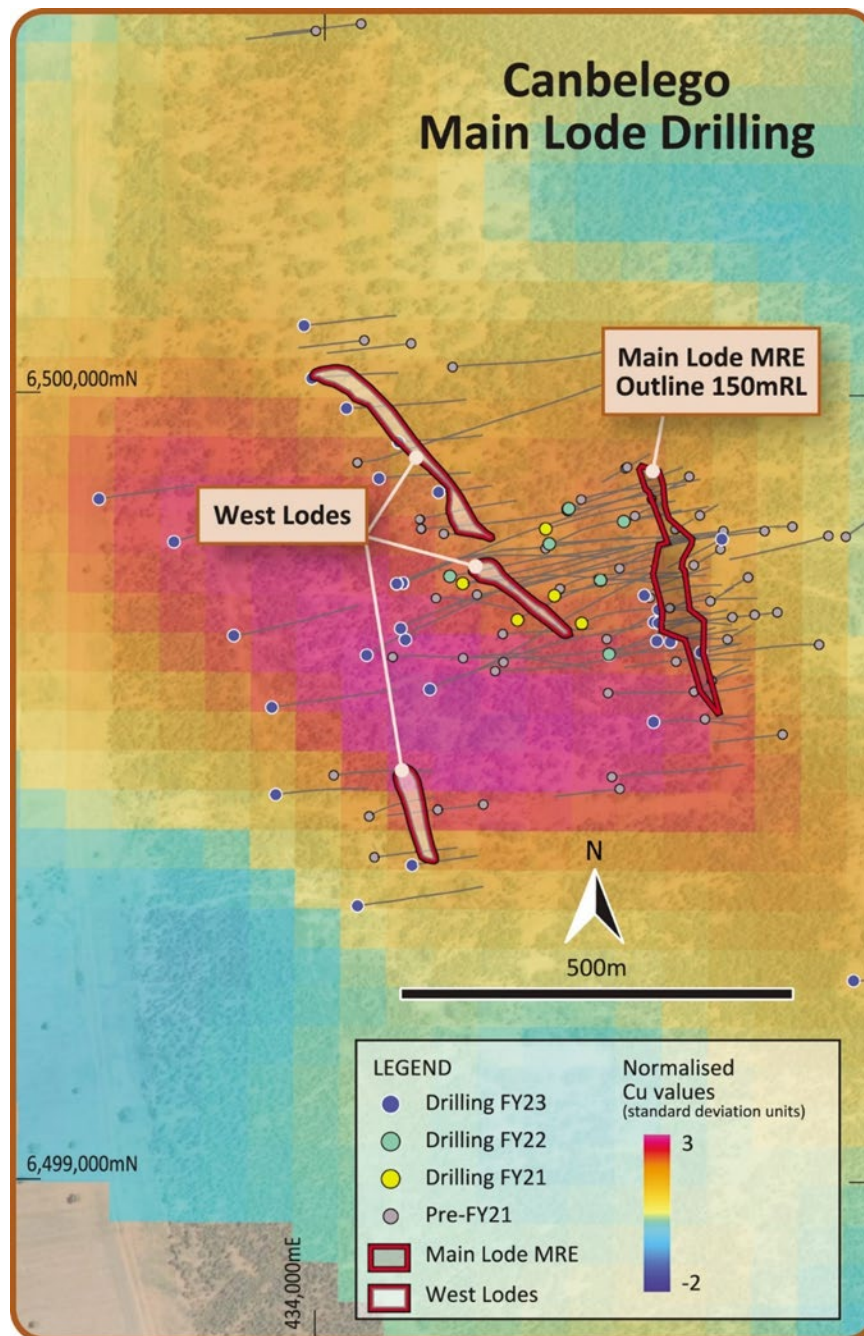 Canbelego
Main Lode Drilling
6,500,000mN
Main Lode MRE
Outline 150mRL
West Lodes
N
500m
LEGEND
Drilling FY23
Drilling FY22
Drilling FY21
Pre-FY21
Main Lode MRE
West Lodes
Normalised
Cu values
(standard deviation units)
3
-2
6,499,000mN
434,000mE